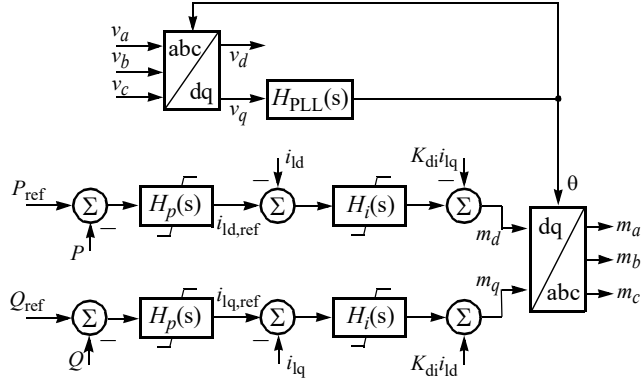 v_a
abc
v_d
v_b
v_c
dq
v_q
H_PLL(s)
i_ld
K_di i_lq
θ
P_ref
Σ
−
H_p(s)
−
Σ
H_i(s)
−
Σ
P
i_ld,ref
m_d
dq
m_a
m_b
Q_ref
Σ
−
H_p(s)
i_lq,ref
Σ
−
H_i(s)
Σ
m_q
abc
m_c
Q
i_lq
K_di i_ld